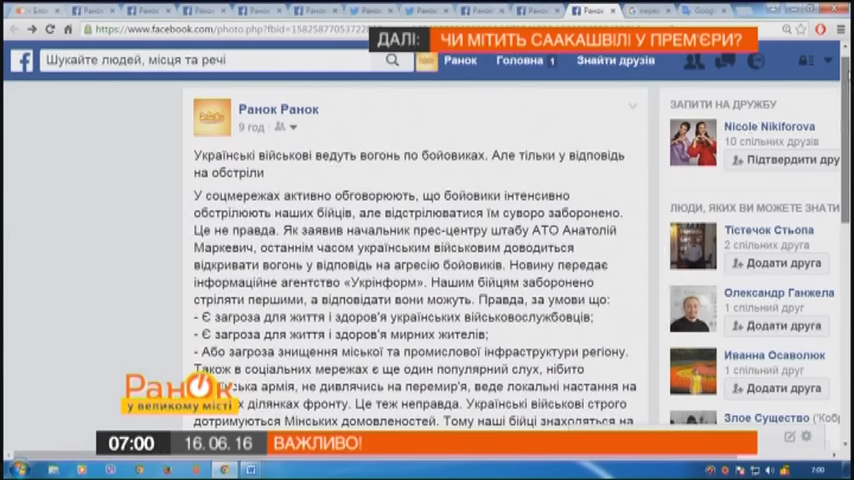 Ранок
https://www.facebook.com/photo.php?fbid=1582587705372
ДАЛІ: ЧИ МІТИТЬ СААКАШВІЛІ У ПРЕМ'ЄРИ?
Шукайте людей, місця та речі
Ранок Головна 1 Знайти друзів
Ранок Ранок
9 год
Українські військові ведуть вогонь по бойовиках. Але тільки у відповідь
на обстріли
У соцмережах активно обговорюють, що бойовики інтенсивно
обстрілюють наших бійців, але відстрілюватися їм суворо заборонено.
Це не правда. Як заявив начальник прес-центру штабу АТО Анатолій
Маркевич, останнім часом українським військовим доводиться
відкривати вогонь у відповідь на агресію бойовиків. Новину передає
інформаційне агентство «Укрінформ». Нашим бійцям заборонено
стріляти першими, а відповідати вони можуть. Правда, за умови що:
- Є загроза для життя і здоров'я українських військовослужбовців;
- Є загроза для життя і здоров'я мирних жителів;
- Або загроза знищення міської та промислової інфраструктури регіону.
Також в соціальних мережах є ще один популярний слух, нібито
армія, не дивлячись на перемир'я, веде локальні настання на
ділянках фронту. Це теж неправда. Українські військові строго
дотримуються Мінських домовленостей. Тому наші бійці знаходяться на
ЗАПИТИ НА ДРУЖБУ
Nicole Nikiforova
10 спільних друзів
Підтвердити дру
ЛЮДИ, ЯКИХ ВИ МОЖЕТЕ ЗНАТИ
Тістечок Стьопа
2 спільних друга
Додати друга
Олександр Ганжела
1 спільний друг
Додати друга
Иванна Осаволюк
1 спільний друг
Додати друга
Злое Существо ("Кобр
РаНОк
у великому місті
07:00 16.06.16 ВАЖЛИВО!
7:00